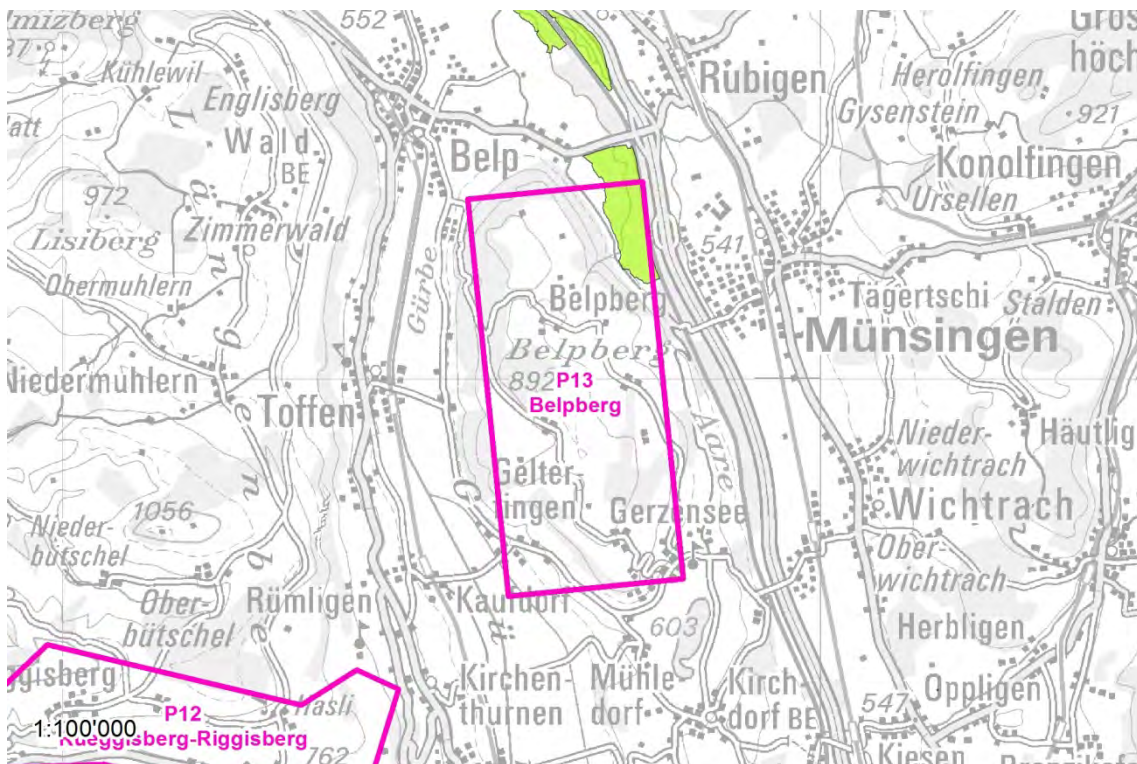 552
Kühlewil
Englisberg
Wald
BE
Belp
Rubigen
Herolfingen
Gysenstein
921
Konolfingen
Ursellen
972
Lisiberg
Zimmerwald
Obermuhlern
Längenbe
Gürbe
541
Belpberg
Belpberg
892
P13
Belpberg
Tägertschi
Stalden
Münsingen
Niedermuhlern
Toffen
Aare
Nieder-
wichtrach
Häutlig
Wichtrach
Gelter-
fingen
Gerzensee
1056
Nieder-
bütschel
Ober-
bütschel
Rümligen
Kaufdorf
Gü
603
Ober-
wichtrach
Herbligen
Oppligen
547
Kiesen
Kirchen-
thurnen
Mühle
dorf
Kirch-
dorf BE
Hasli
762
P12
Rueggisberg-Riggisberg
1:100'000